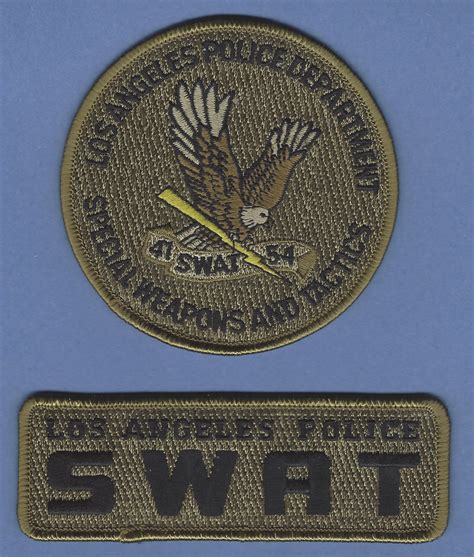 LOS ANGELES POLICE DEPARTMENT
41 SWAT 54
SPECIAL WEAPONS AND TACTICS
LOS ANGELES POLICE
SWAT